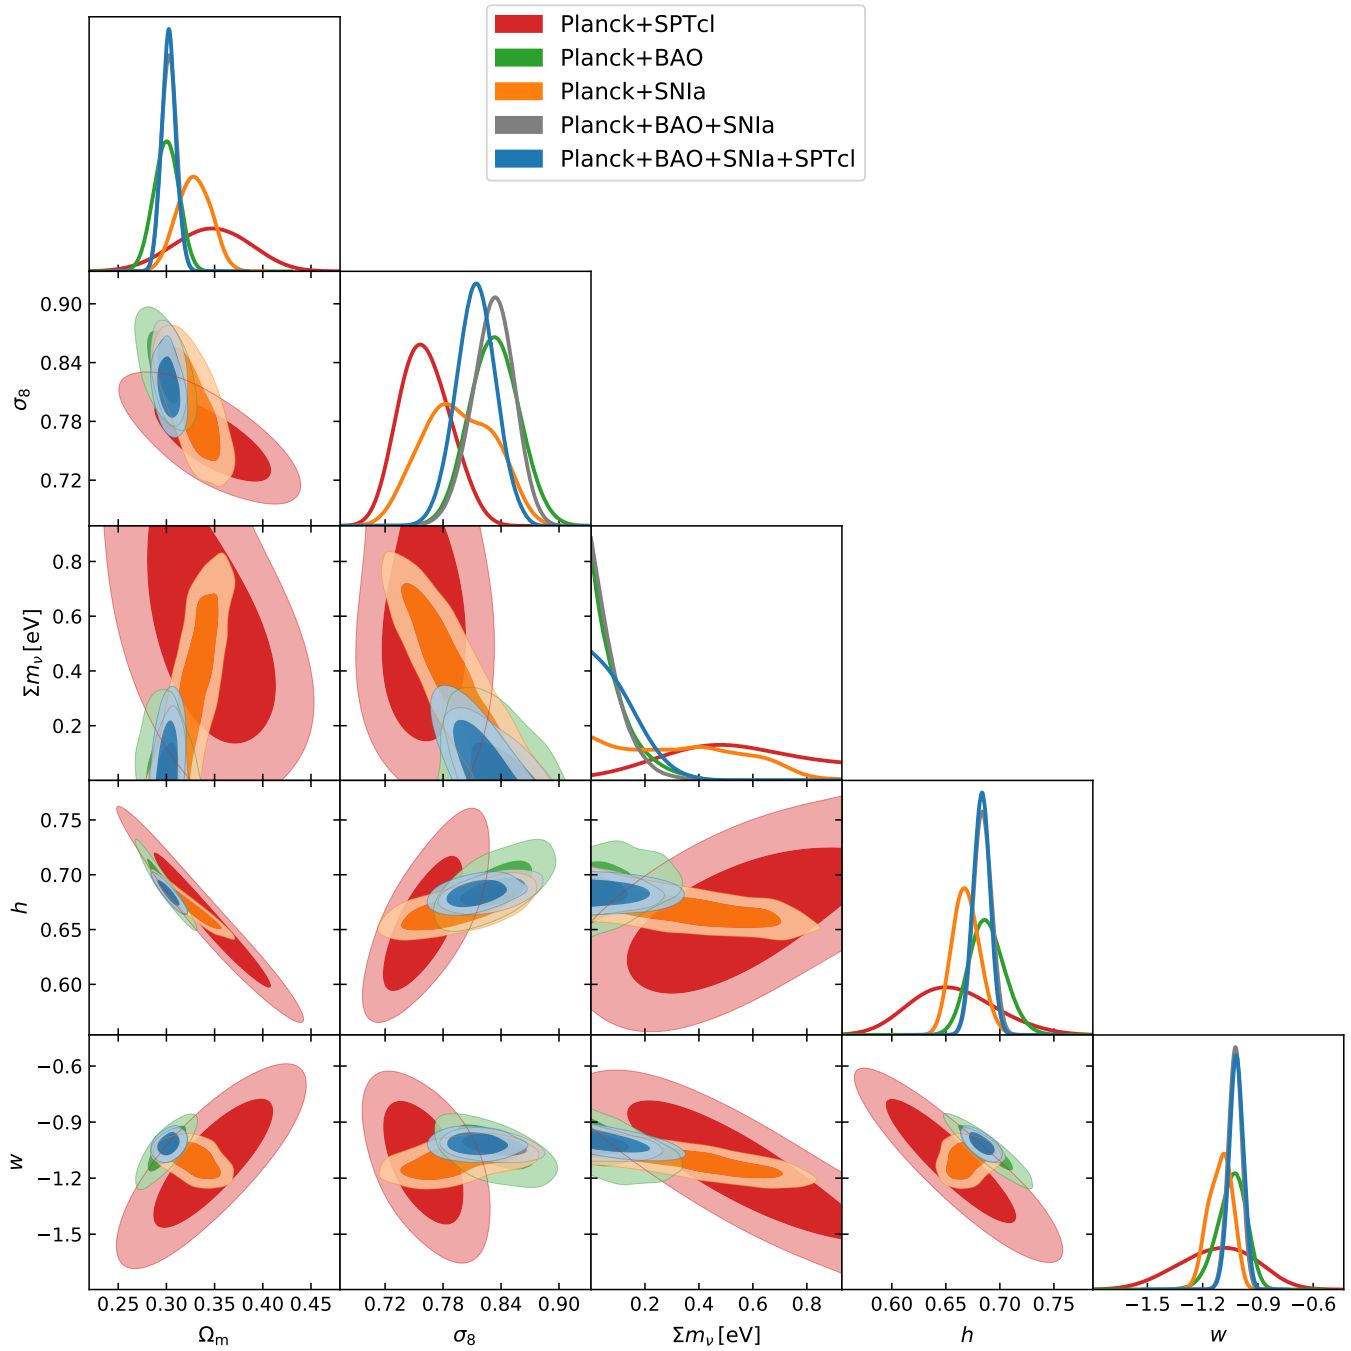 Planck+SPTcl
Planck+BAO
Planck+SNIa
Planck+BAO+SNIa
Planck+BAO+SNIa+SPTcl
0.90
0.84
0.78
0.72
σ8
0.8
0.6
0.4
0.2
Σmν [eV]
0.75
0.70
0.65
0.60
h
−0.6
−0.9
−1.2
−1.5
w
0.25 0.30 0.35 0.40 0.45
0.72 0.78 0.84 0.90
0.2 0.4 0.6 0.8
0.60 0.65 0.70 0.75
−1.5 −1.2 −0.9 −0.6
Ωm
σ8
Σmν [eV]
h
w